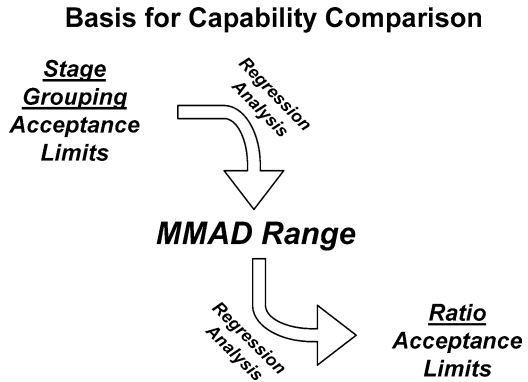 Basis for Capability Comparison
Stage
Grouping
Acceptance
Limits
Regression
Analysis
MMAD Range
Regression
Analysis
Ratio
Acceptance
Limits